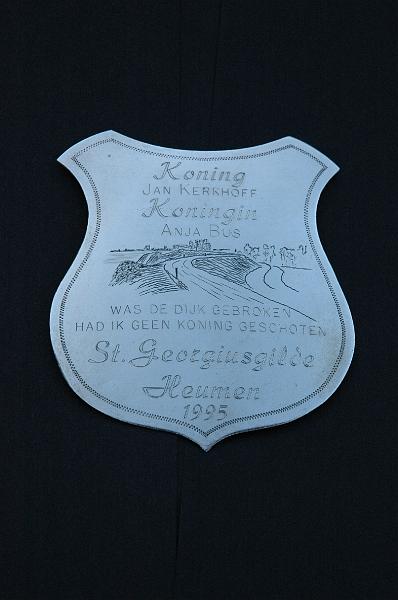 Koning
JAN KERKHOFF
Koningin
ANJA BUS
WAS DE DIJK GEBROKEN
HAD IK GEEN KONING GESCHOTEN
St. Georgiusgilde
Heumen
1995